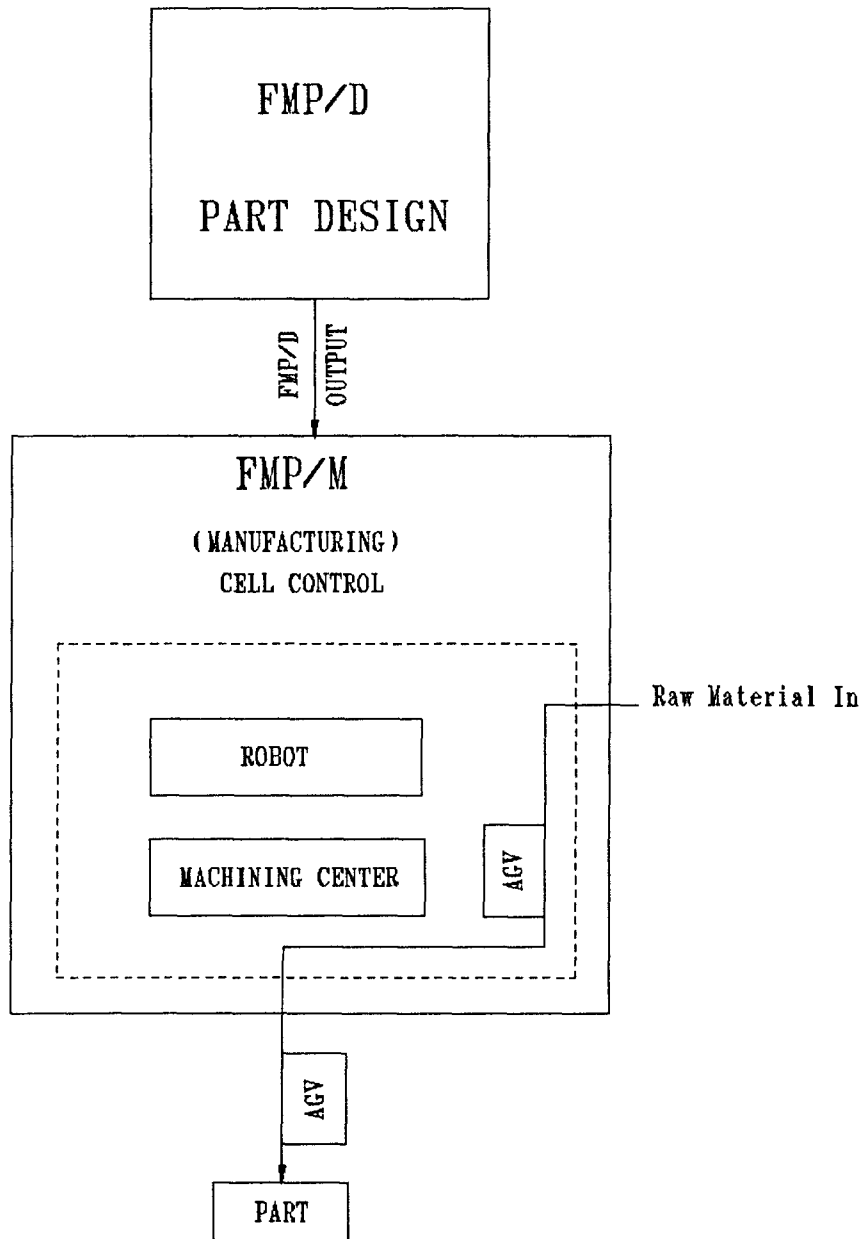 FMP/D
PART DESIGN
FMP/D
OUTPUT
FMP/M
(MANUFACTURING)
CELL CONTROL
Raw Material In
ROBOT
AGV
MACHINING CENTER
AGV
PART